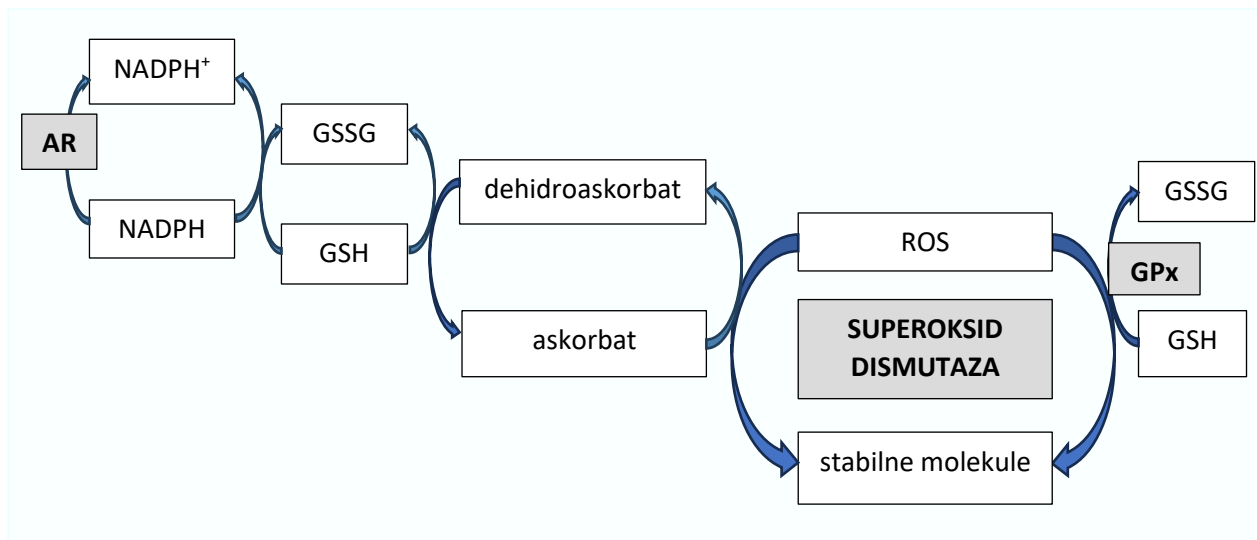 NADPH⁺
AR
NADPH
GSSG
GSH
dehidroaskorbat
askorbat
ROS
SUPEROKSID
DISMUTAZA
stabilne molekule
GSSG
GPx
GSH